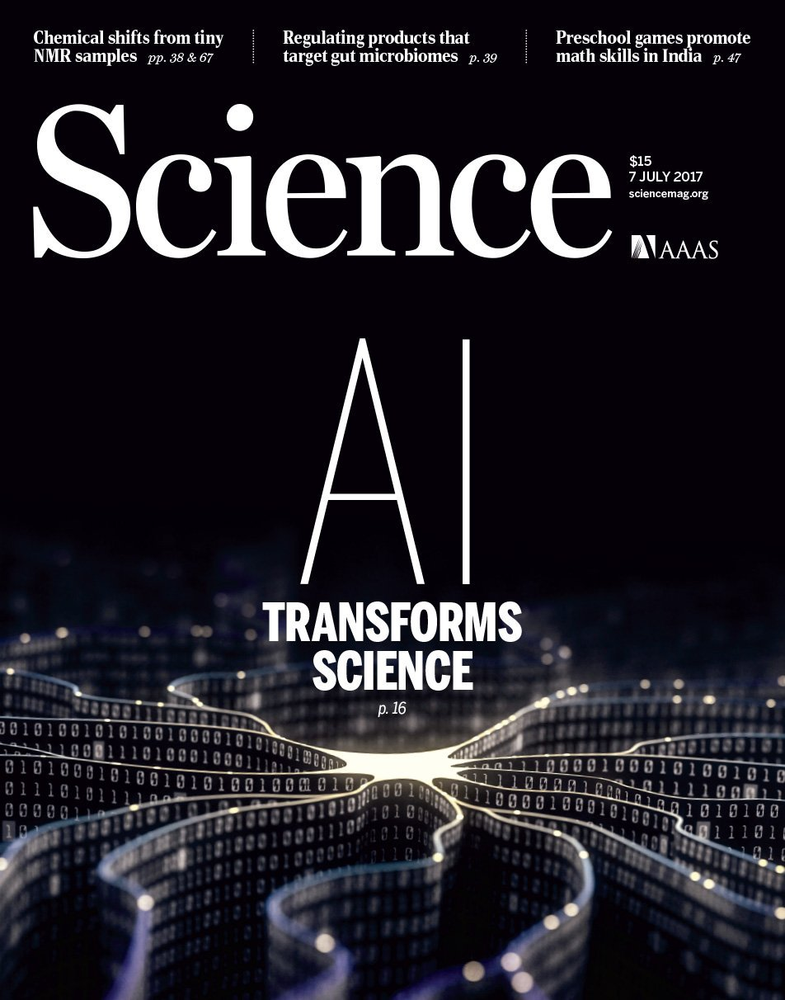 Chemical shifts from tiny
NMR samples pp. 38 & 67
Regulating products that
target gut microbiomes p. 39
Preschool games promote
math skills in India p. 47
Science
$15
7 JULY 2017
sciencemag.org
AAAS
AI
TRANSFORMS
SCIENCE
p. 16